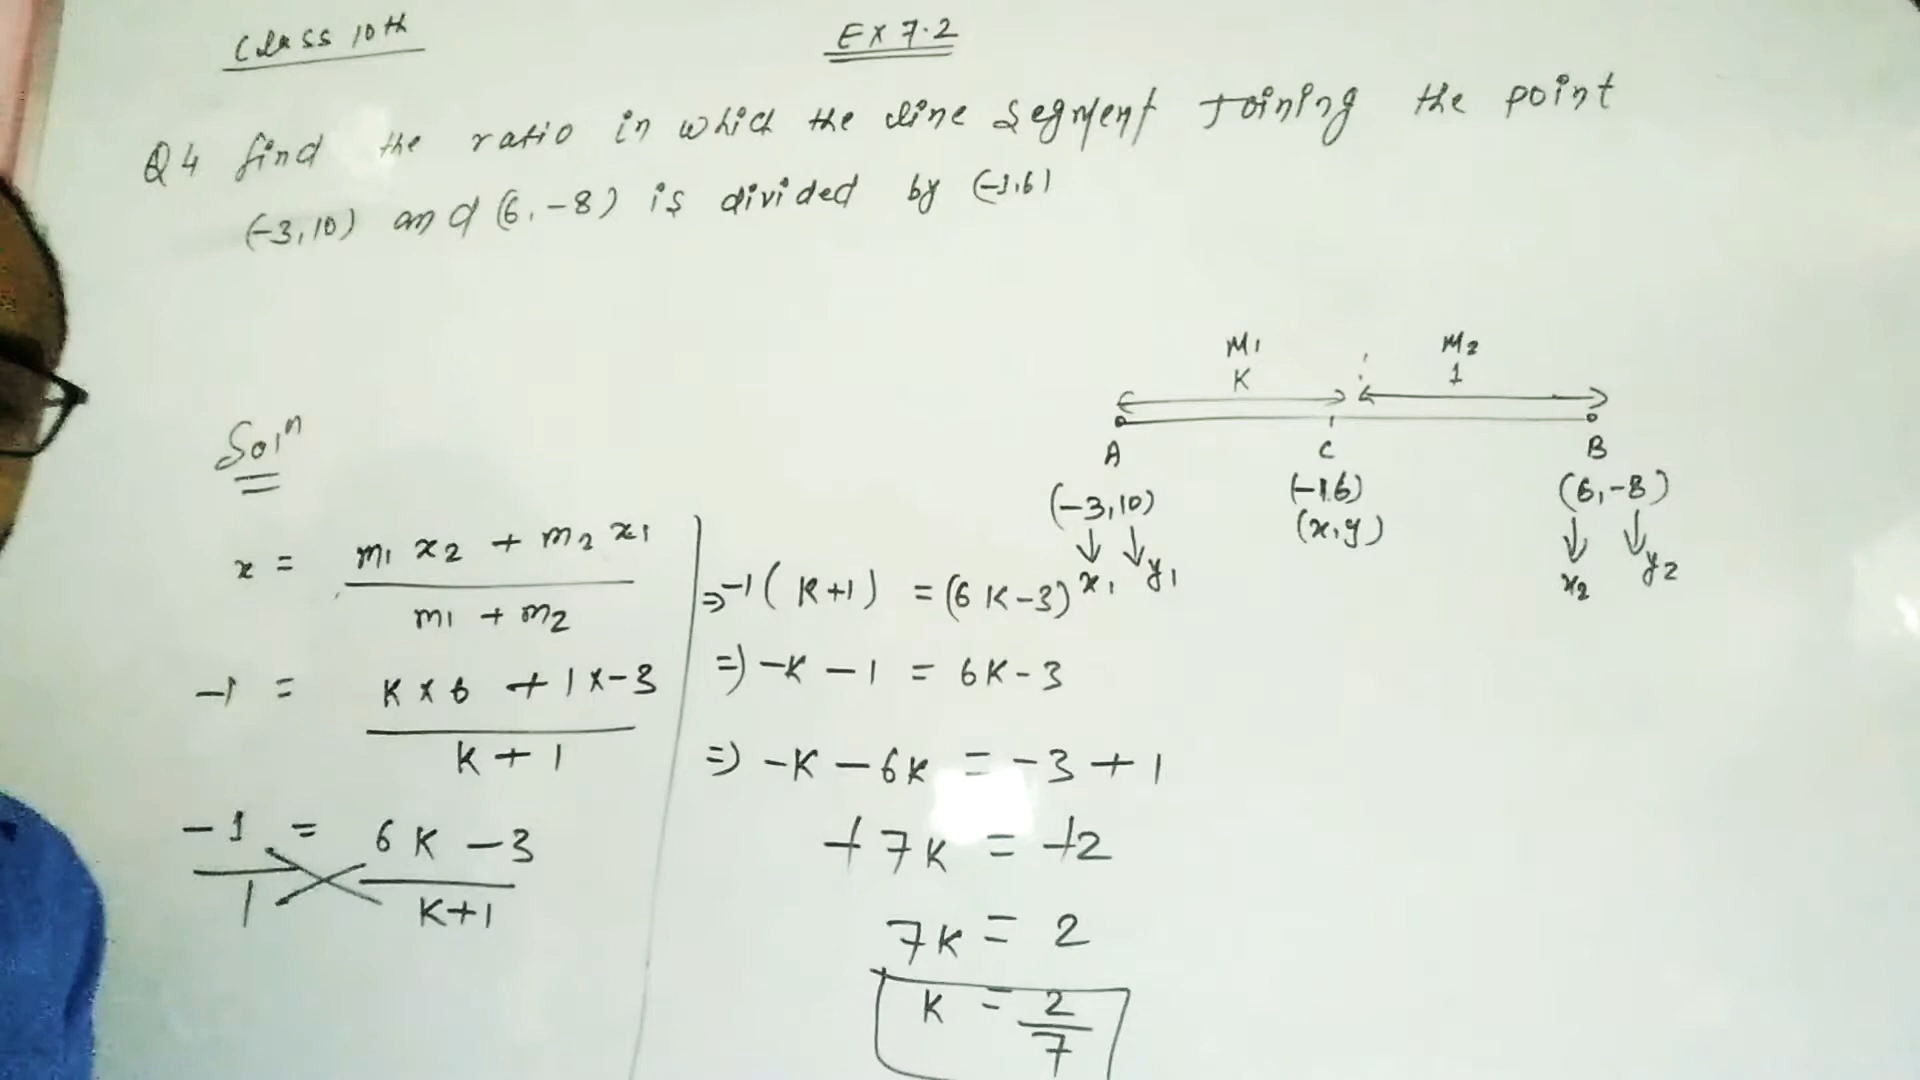 Class 10th
EX 7.2
Q4 find the ratio in which the line segment Joining the point
(-3,10) and (6,-8) is divided by (-1,6)
M1 M2
K 1
A C B
(-3,10) (-1,6) (6,-8)
(x,y)
x1 y1 x2 y2
Solⁿ
x = m1 x2 + m2 x1
m1 + m2
-1 = K × 6 + 1 × -3
K + 1
-1 = 6K - 3
1 K+1
⇒ -1 (K+1) = (6K-3)
⇒ -K - 1 = 6K - 3
⇒ -K - 6K = -3 + 1
+7K = +2
7K = 2
K = 2
7